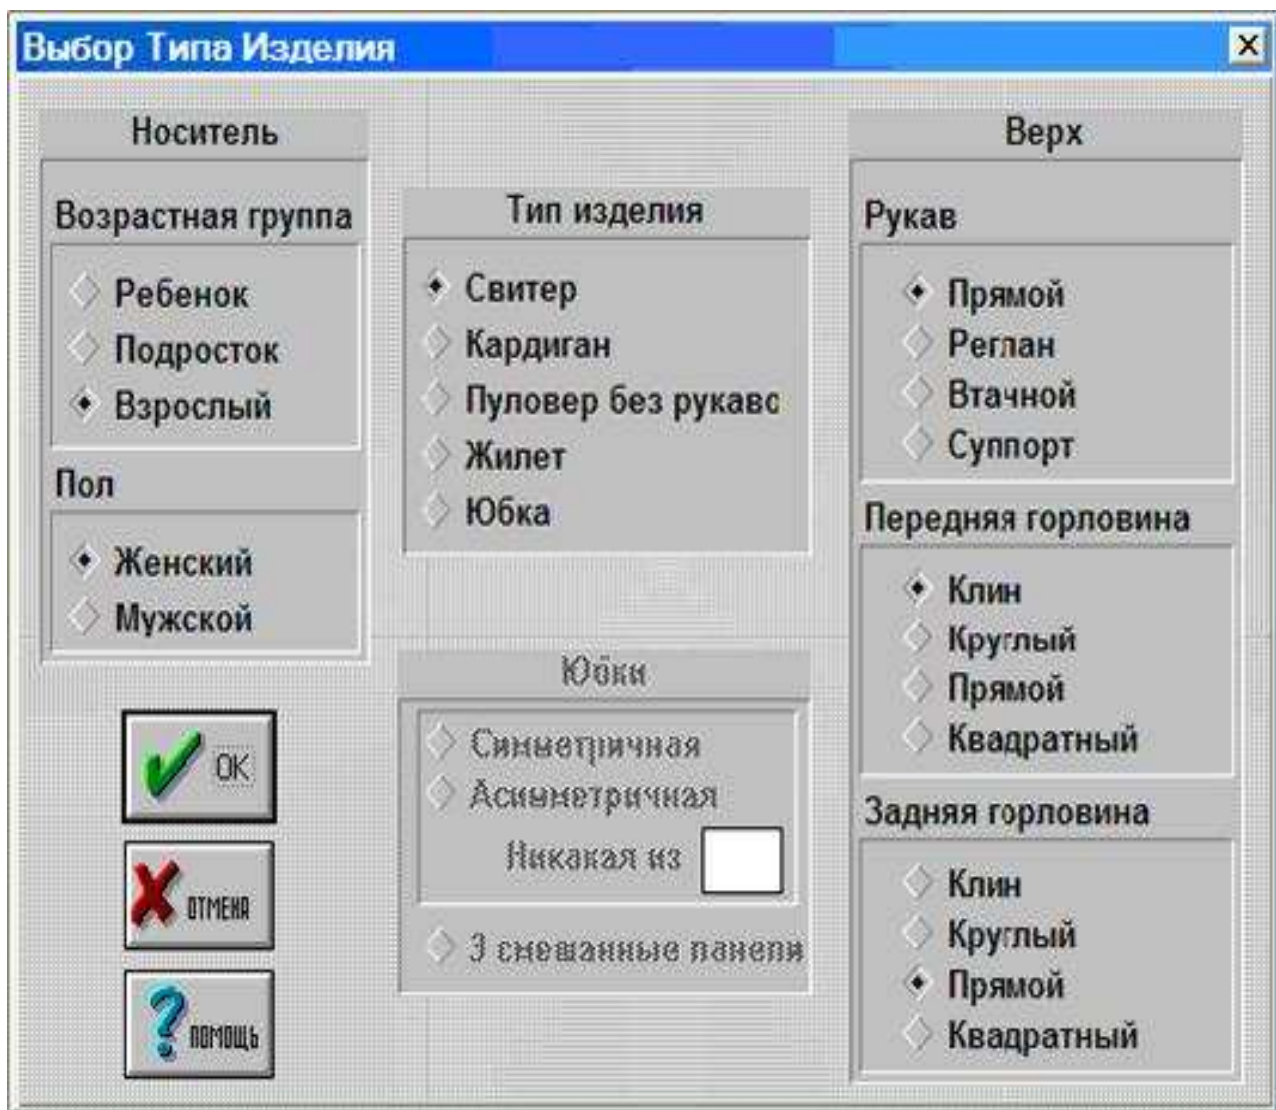 Выбор Типа Изделия
Носитель
Возрастная группа
Ребенок
Подросток
Взрослый
Пол
Женский
Мужской
OK
ОТМЕНА
ПОМОЩЬ
Тип изделия
Свитер
Кардиган
Пуловер без рукавс
Жилет
Юбка
Юбки
Симметричная
Асимметричная
Никакая из
3 смешанные панели
Верх
Рукав
Прямой
Реглан
Втачной
Суппорт
Передняя горловина
Клин
Круглый
Прямой
Квадратный
Задняя горловина
Клин
Круглый
Прямой
Квадратный